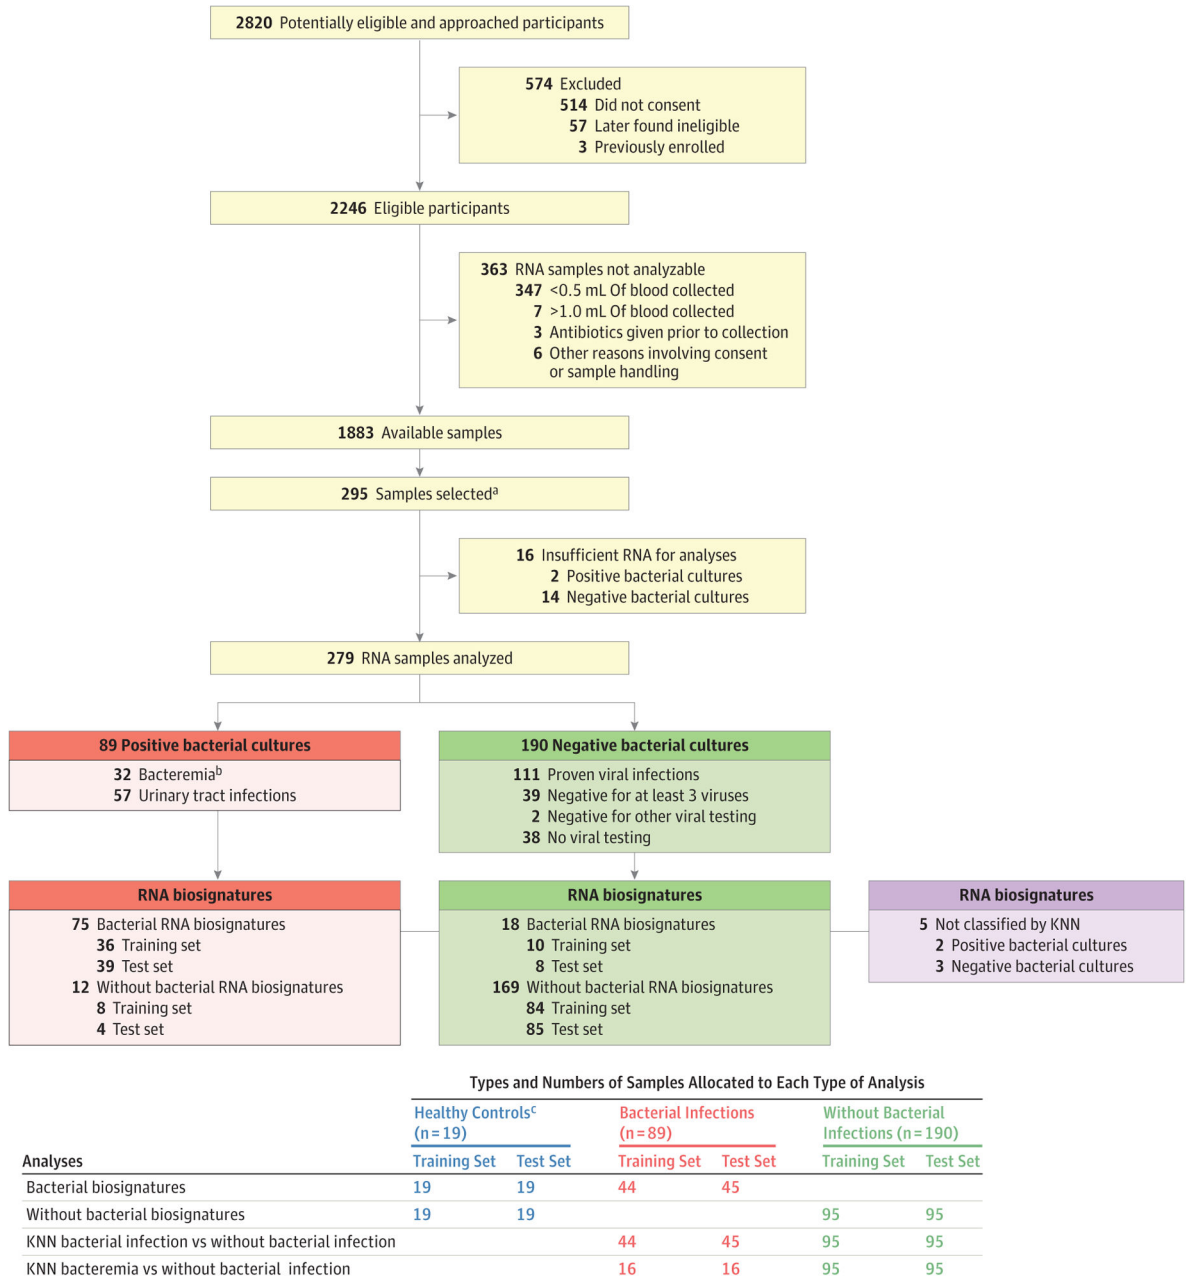 2820 Potentially eligible and approached participants
574 Excluded
514 Did not consent
57 Later found ineligible
3 Previously enrolled
2246 Eligible participants
363 RNA samples not analyzable
347 <0.5 mL Of blood collected
7 >1.0 mL Of blood collected
3 Antibiotics given prior to collection
6 Other reasons involving consent
or sample handling
1883 Available samples
295 Samples selectedᵃ
16 Insufficient RNA for analyses
2 Positive bacterial cultures
14 Negative bacterial cultures
279 RNA samples analyzed
89 Positive bacterial cultures
32 Bacteremiaᵇ
57 Urinary tract infections
190 Negative bacterial cultures
111 Proven viral infections
39 Negative for at least 3 viruses
2 Negative for other viral testing
38 No viral testing
RNA biosignatures
75 Bacterial RNA biosignatures
36 Training set
39 Test set
12 Without bacterial RNA biosignatures
8 Training set
4 Test set
RNA biosignatures
18 Bacterial RNA biosignatures
10 Training set
8 Test set
169 Without bacterial RNA biosignatures
84 Training set
85 Test set
RNA biosignatures
5 Not classified by KNN
2 Positive bacterial cultures
3 Negative bacterial cultures
Types and Numbers of Samples Allocated to Each Type of Analysis
Healthy Controlsᶜ Bacterial Infections Without Bacterial
(n=19) (n=89) Infections (n=190)
Analyses Training Set Test Set Training Set Test Set Training Set Test Set
Bacterial biosignatures 19 19 44 45
Without bacterial biosignatures 19 19 95 95
KNN bacterial infection vs without bacterial infection 44 45 95 95
KNN bacteremia vs without bacterial infection 16 16 95 95